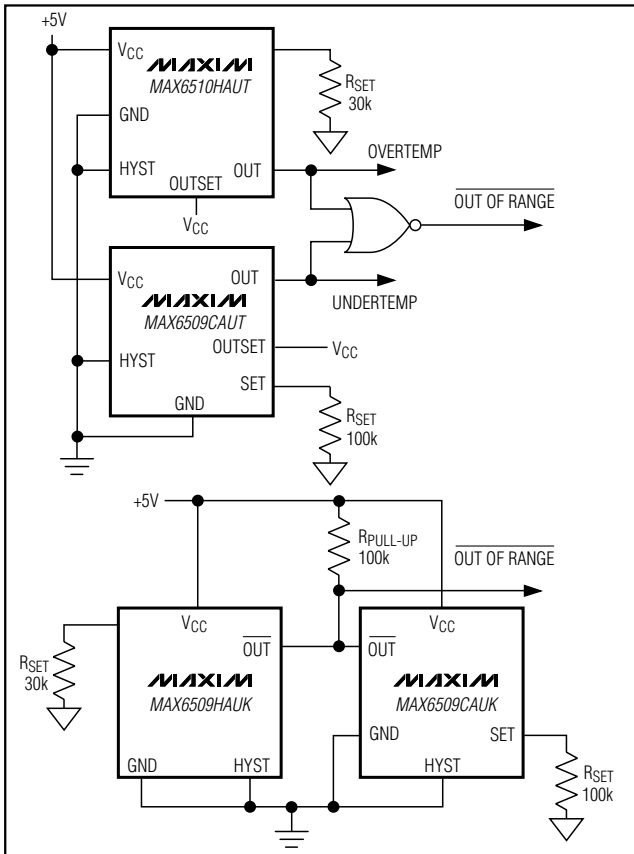 +5V
VCC
MAXIM
MAX6510HAUT
RSET
30k
GND
HYST
OUT
OVERTEMP
OUTSET
VCC
OUT OF RANGE
VCC
OUT
UNDERTEMP
MAXIM
MAX6509CAUT
OUTSET
VCC
HYST
SET
GND
RSET
100k
+5V
RPULL-UP
100k
OUT OF RANGE
VCC
VCC
RSET
30k
OUT
OUT
MAXIM
MAX6509HAUK
MAXIM
MAX6509CAUK
GND
SET
GND
HYST
HYST
RSET
100k